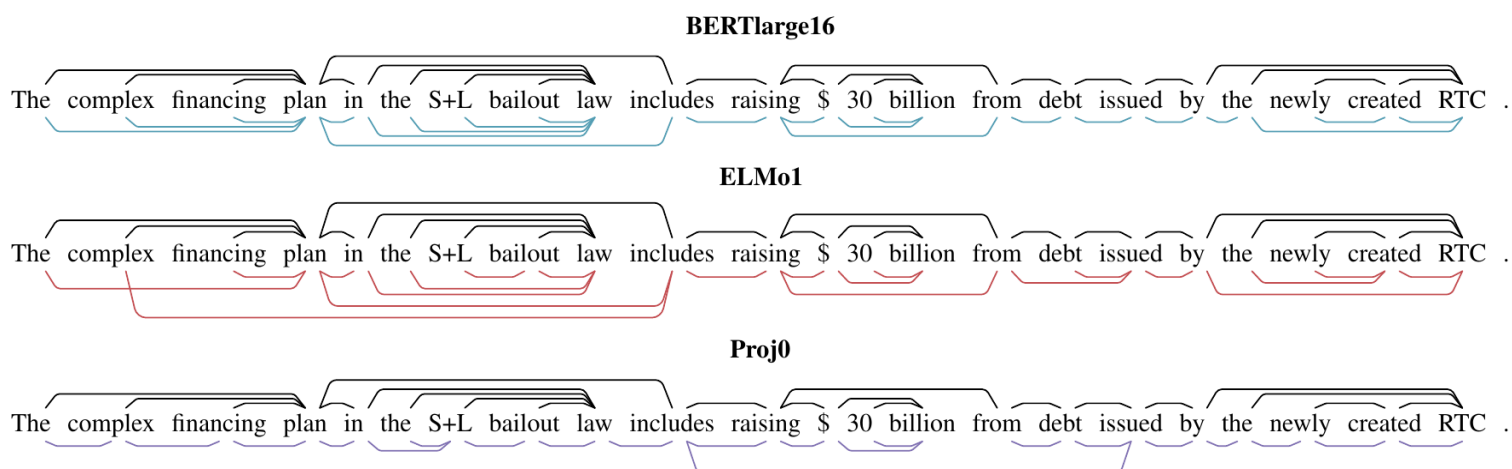 BERTlarge16
The complex financing plan in the S+L bailout law includes raising $ 30 billion from debt issued by the newly created RTC .
ELMo1
The complex financing plan in the S+L bailout law includes raising $ 30 billion from debt issued by the newly created RTC .
Proj0
The complex financing plan in the S+L bailout law includes raising $ 30 billion from debt issued by the newly created RTC .